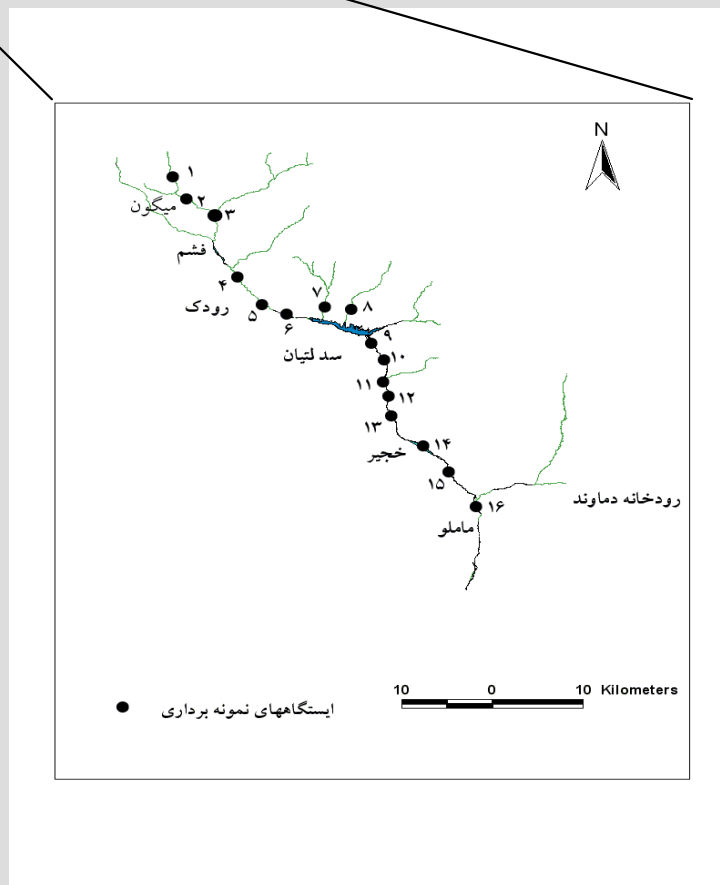 N
۱
۲
میگون
۳
فشم
۴
رودک
۵
۶
۷
۸
۹
سد لتیان
۱۰
۱۱
۱۲
۱۳
۱۴
خجیر
۱۵
۱۶
رودخانه دماوند
ماملو
10 0 10 Kilometers
ایستگاههای نمونه برداری